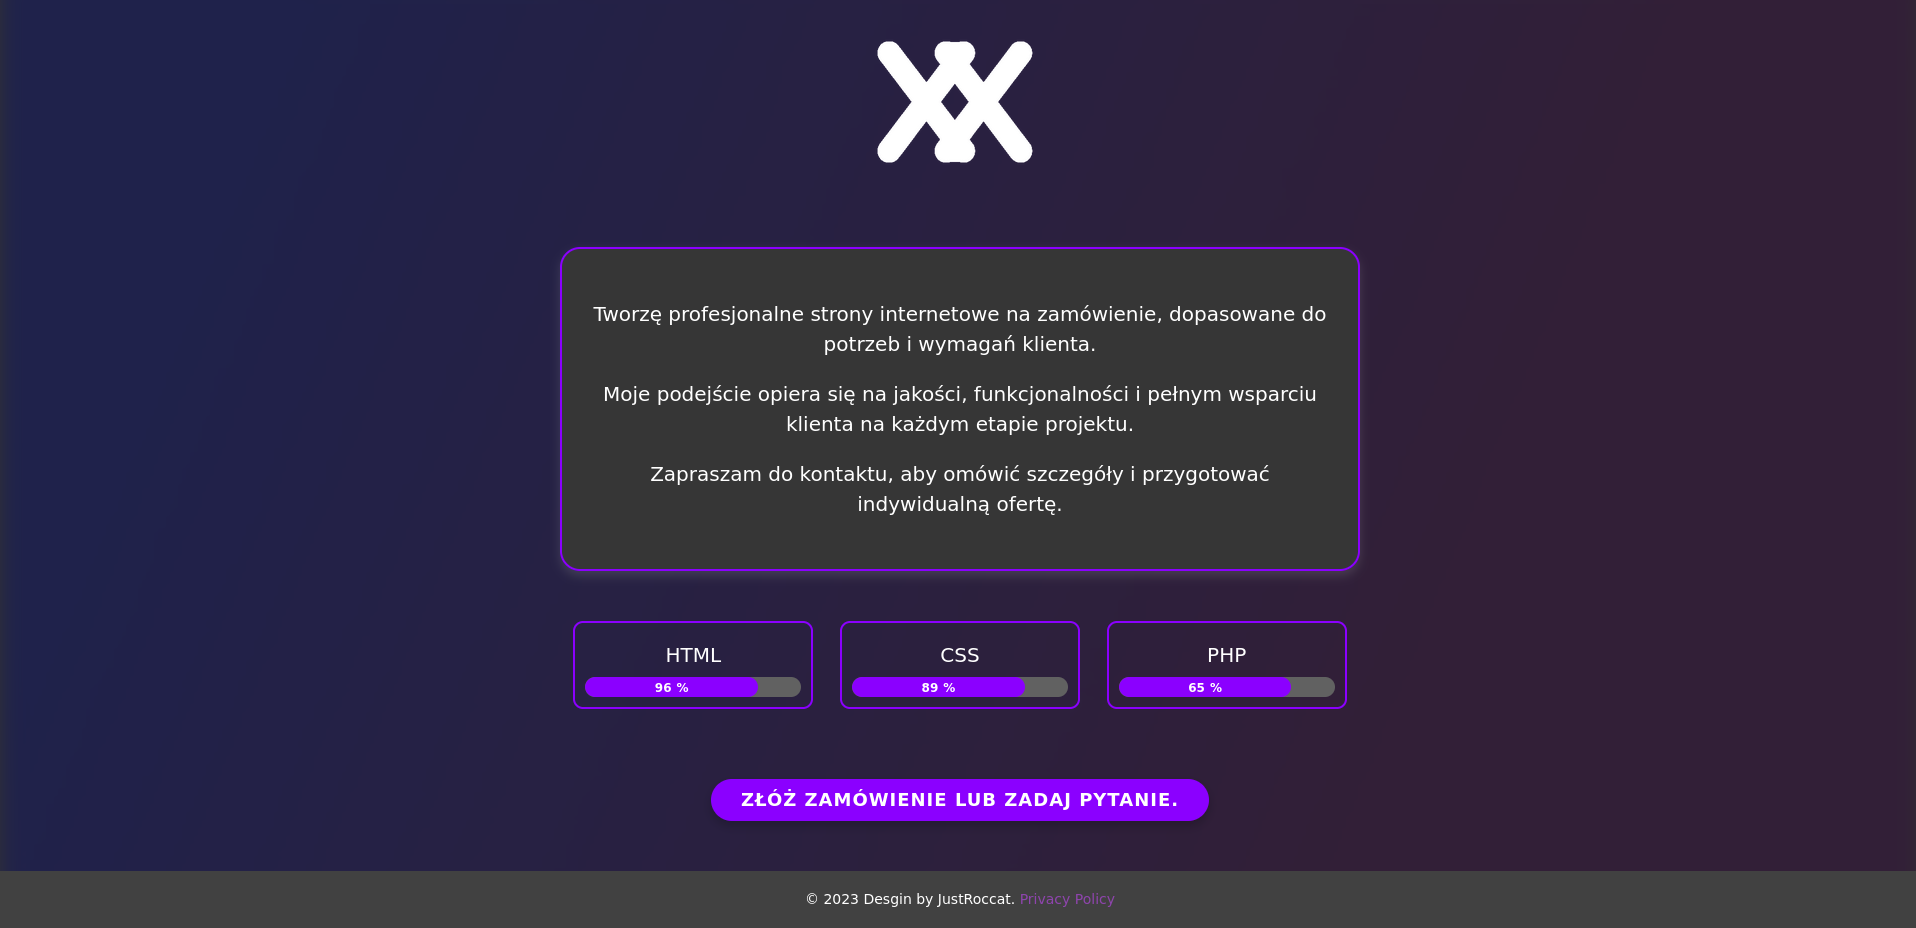 Tworzę profesjonalne strony internetowe na zamówienie, dopasowane do
potrzeb i wymagań klienta.
Moje podejście opiera się na jakości, funkcjonalności i pełnym wsparciu
klienta na każdym etapie projektu.
Zapraszam do kontaktu, aby omówić szczegóły i przygotować
indywidualną ofertę.
HTML
96 %
CSS
89 %
PHP
65 %
ZŁÓŻ ZAMÓWIENIE LUB ZADAJ PYTANIE.
© 2023 Desgin by JustRoccat. Privacy Policy